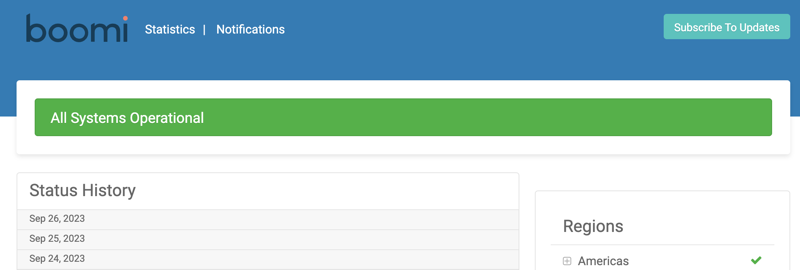 boomi Statistics | Notifications Subscribe To Updates
All Systems Operational
Status History
Sep 26, 2023
Sep 25, 2023
Sep 24, 2023
Regions
Americas